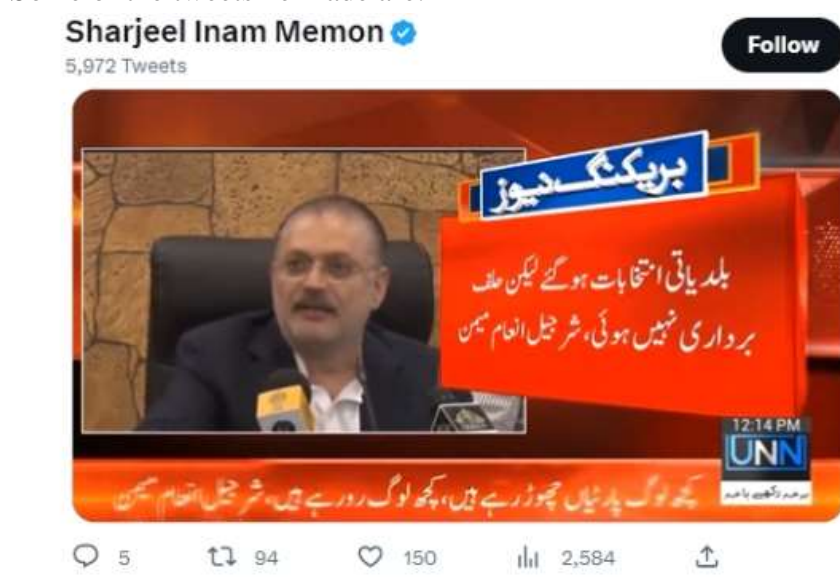 Sharjeel Inam Memon
5,972 Tweets
Follow
بریکنگ نیوز
بلدیاتی انتخابات ہوگئے لیکن حلف
برداری نہیں ہوئی، شرجیل انعام میمن
12:14 PM
UNN
کچھ لوگ پارٹیاں چھوڑ رہے ہیں، کچھ لوگ رو رہے ہیں، شرجیل انعام میمن
5
94
150
2,584